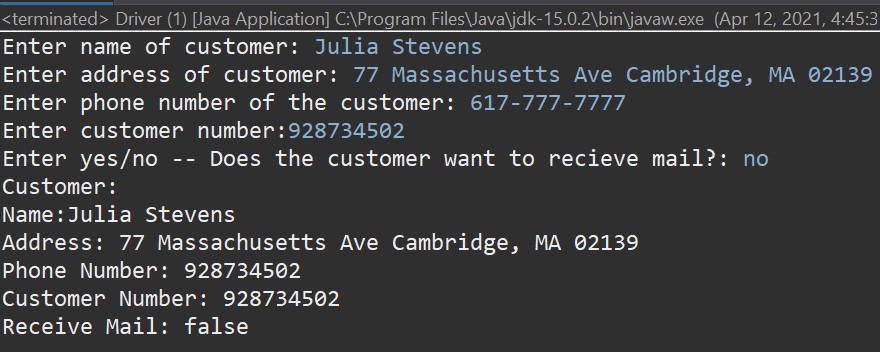 <terminated> Driver (1) [Java Application] C:\Program Files\Java\jdk-15.0.2\bin\javaw.exe (Apr 12, 2021, 4:45:3
Enter name of customer: Julia Stevens
Enter address of customer: 77 Massachusetts Ave Cambridge, MA 02139
Enter phone number of the customer: 617-777-7777
Enter customer number:928734502
Enter yes/no -- Does the customer want to recieve mail?: no
Customer:
Name:Julia Stevens
Address: 77 Massachusetts Ave Cambridge, MA 02139
Phone Number: 928734502
Customer Number: 928734502
Receive Mail: false